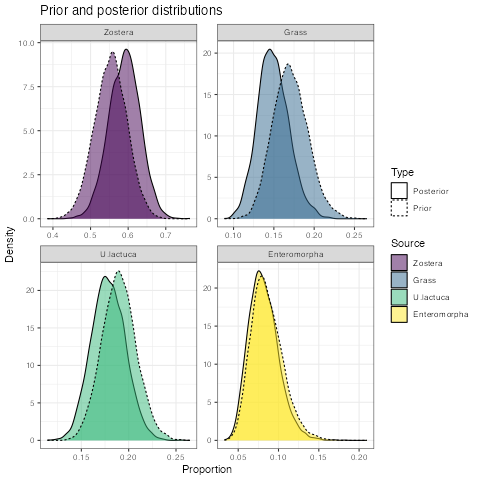 Prior and posterior distributions
Zostera
Grass
10.0
7.5
5.0
2.5
0.0
0.4 0.5 0.6 0.7
20
15
10
5
0
0.10 0.15 0.20 0.25
U.lactuca
Enteromorpha
20
15
10
5
0
0.15 0.20 0.25
20
15
10
5
0
0.05 0.10 0.15 0.20
Density
Proportion
Type
Posterior
Prior
Source
Zostera
Grass
U.lactuca
Enteromorpha